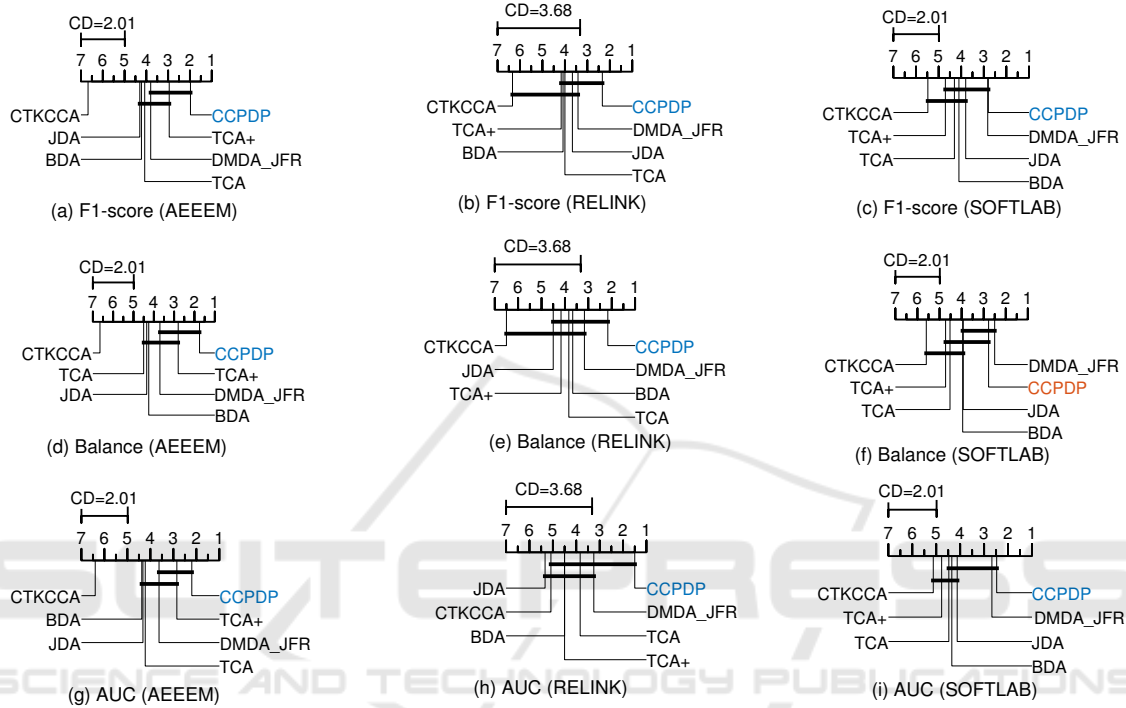 CD=2.01
7 6 5 4 3 2 1
CTKCCA
JDA
BDA
CCPDP
TCA+
DMDA_JFR
TCA
(a) F1-score (AEEEM)
CD=3.68
7 6 5 4 3 2 1
CTKCCA
TCA+
BDA
CCPDP
DMDA_JFR
JDA
TCA
(b) F1-score (RELINK)
CD=2.01
7 6 5 4 3 2 1
CTKCCA
TCA+
TCA
CCPDP
DMDA_JFR
JDA
BDA
(c) F1-score (SOFTLAB)
CD=2.01
7 6 5 4 3 2 1
CTKCCA
TCA
JDA
CCPDP
TCA+
DMDA_JFR
BDA
(d) Balance (AEEEM)
CD=3.68
7 6 5 4 3 2 1
CTKCCA
JDA
TCA+
CCPDP
DMDA_JFR
BDA
TCA
(e) Balance (RELINK)
CD=2.01
7 6 5 4 3 2 1
CTKCCA
TCA+
TCA
DMDA_JFR
CCPDP
JDA
BDA
(f) Balance (SOFTLAB)
CD=2.01
7 6 5 4 3 2 1
CTKCCA
BDA
JDA
CCPDP
TCA+
DMDA_JFR
TCA
(g) AUC (AEEEM)
CD=3.68
7 6 5 4 3 2 1
JDA
CTKCCA
BDA
CCPDP
DMDA_JFR
TCA
TCA+
(h) AUC (RELINK)
CD=2.01
7 6 5 4 3 2 1
CTKCCA
TCA+
TCA
CCPDP
DMDA_JFR
JDA
BDA
(i) AUC (SOFTLAB)
SCITEPRESS
SCIENCE AND TECHNOLOGY PUBLICATIONS